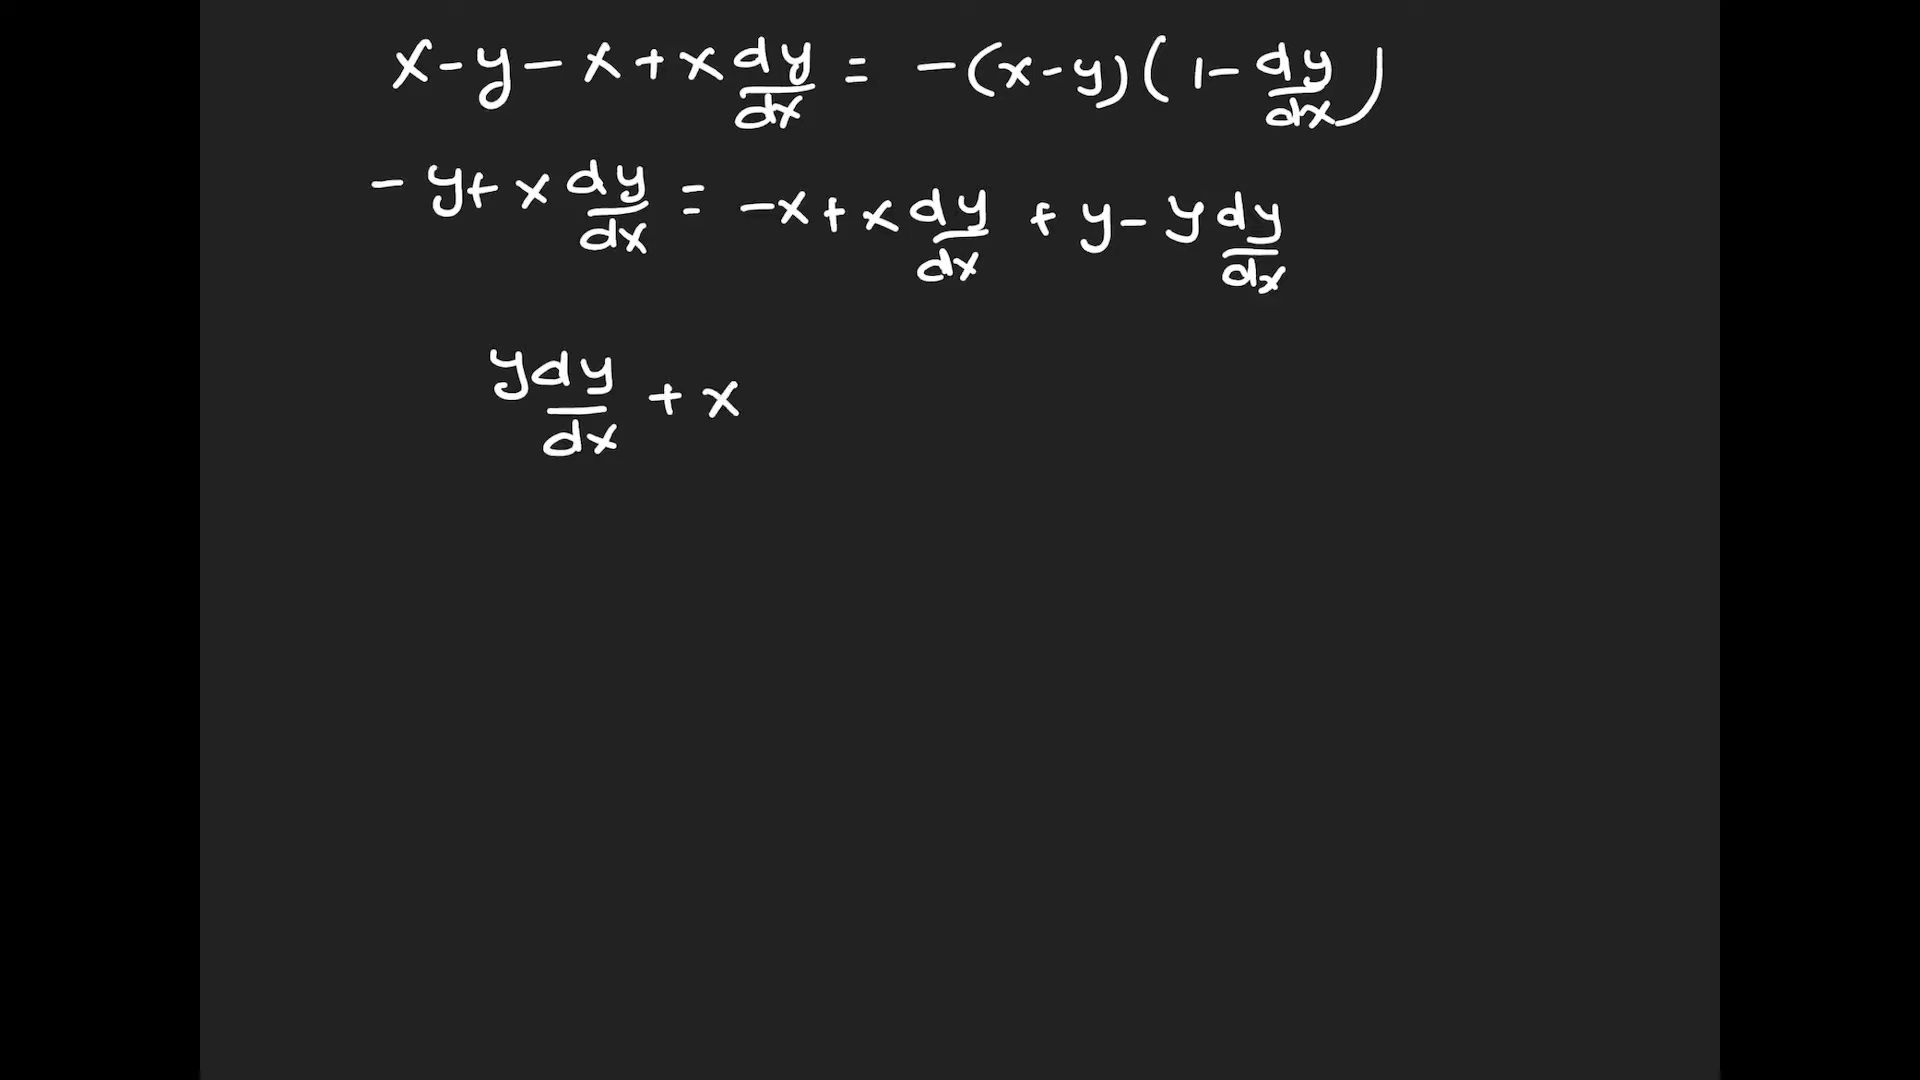 x-y-x+x dy/dx = -(x-y)(1-dy/dx)
-y+x dy/dx = -x+x dy/dx +y-y dy/dx
y dy/dx + x